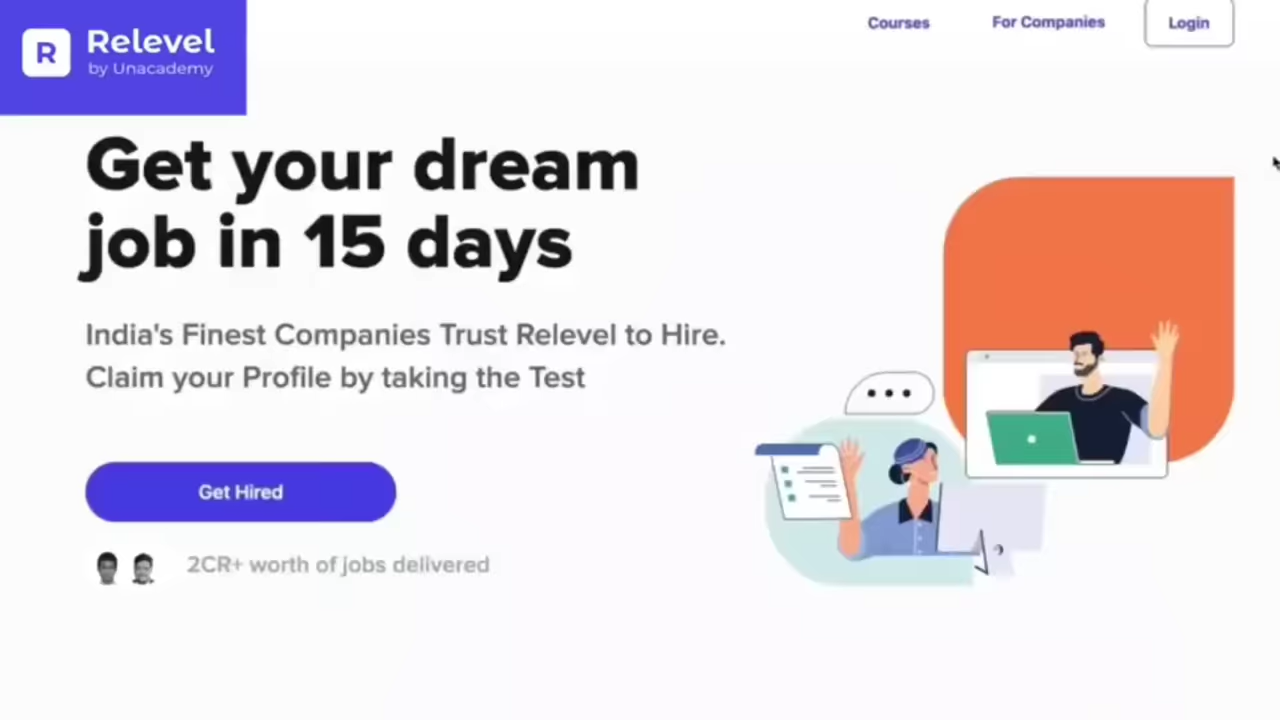 R
Relevel
by Unacademy
Courses
For Companies
Login
Get your dream
job in 15 days
India's Finest Companies Trust Relevel to Hire.
Claim your Profile by taking the Test
Get Hired
2CR+ worth of jobs delivered